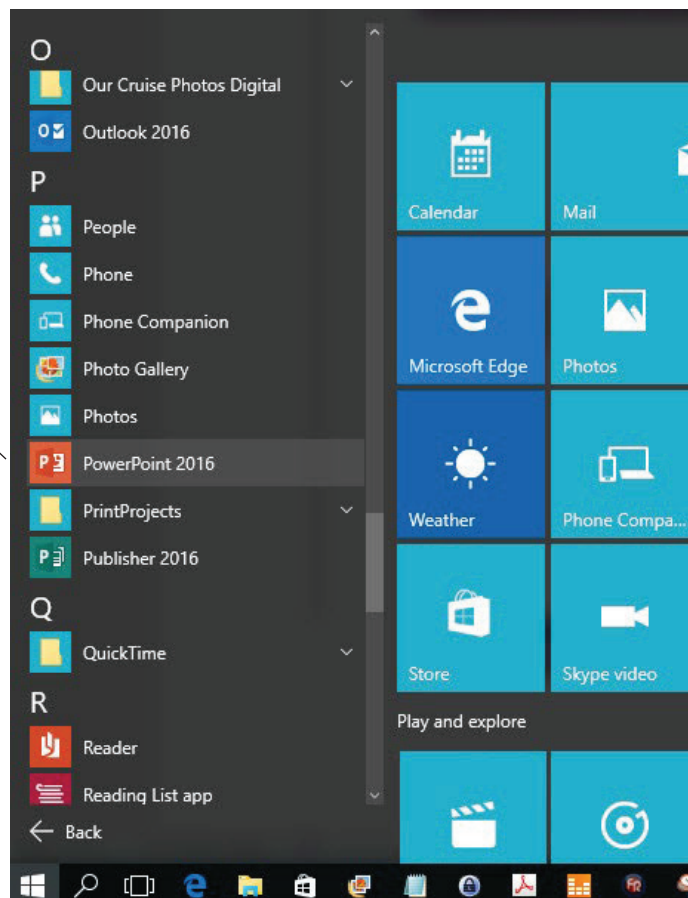 O
Our Cruise Photos Digital
Outlook 2016
P
People
Phone
Phone Companion
Photo Gallery
Photos
PowerPoint 2016
PrintProjects
Publisher 2016
Q
QuickTime
R
Reader
Reading List app
Back
Calendar
Mail
Microsoft Edge
Photos
Weather
Phone Compa...
Store
Skype video
Play and explore